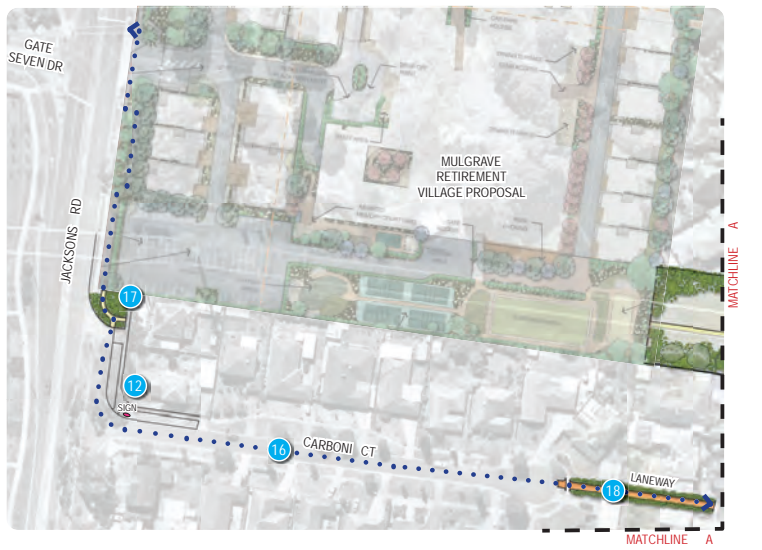 GATE
SEVEN DR
MULGRAVE
RETIREMENT
VILLAGE PROPOSAL
JACKSONS RD
MATCHLINE A
17
12
SIGN
16
CARBONI CT
LANEWAY
18
MATCHLINE A